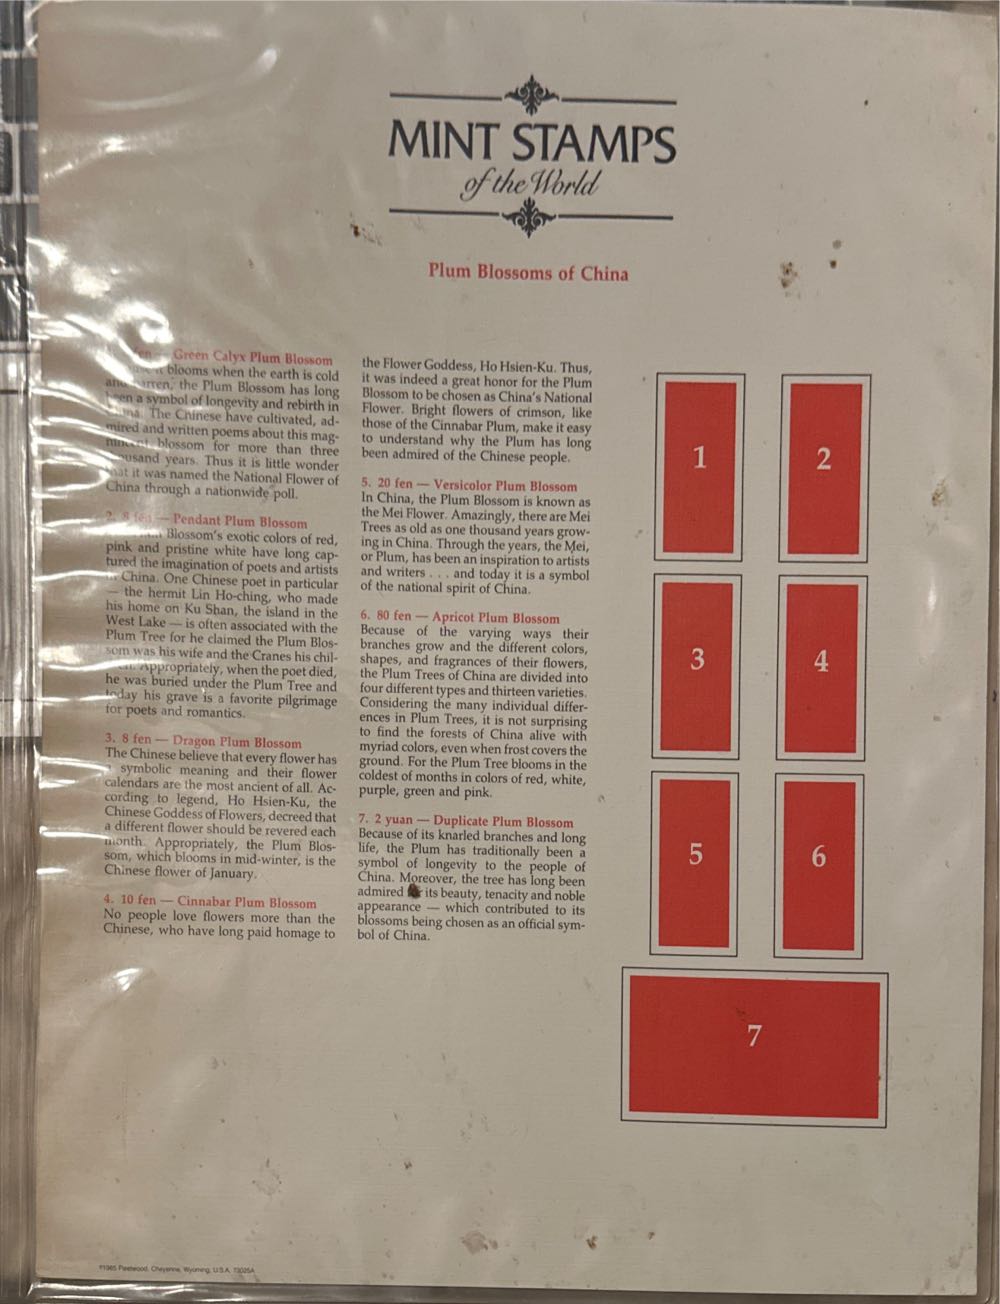 MINT STAMPS
of the World
Plum Blossoms of China
en — Green Calyx Plum Blossom
blooms when the earth is cold
and barren, the Plum Blossom has long
been a symbol of longevity and rebirth in
The Chinese have cultivated, ad-
mired and written poems about this mag-
blossom for more than three
thousand years. Thus it is little wonder
that it was named the National Flower of
China through a nationwide poll.
2. 8 fen — Pendant Plum Blossom
Blossom's exotic colors of red,
pink and pristine white have long cap-
tured the imagination of poets and artists
China. One Chinese poet in particular
— the hermit Lin Ho-ching, who made
his home on Ku Shan, the island in the
West Lake — is often associated with the
Plum Tree for he claimed the Plum Blos-
som was his wife and the Cranes his chil-
Appropriately, when the poet died,
he was buried under the Plum Tree and
today his grave is a favorite pilgrimage
for poets and romantics.
3. 8 fen — Dragon Plum Blossom
The Chinese believe that every flower has
symbolic meaning and their flower
calendars are the most ancient of all. Ac-
cording to legend, Ho Hsien-Ku, the
Chinese Goddess of Flowers, decreed that
a different flower should be revered each
month. Appropriately, the Plum Blos-
som, which blooms in mid-winter, is the
Chinese flower of January.
4. 10 fen — Cinnabar Plum Blossom
No people love flowers more than the
Chinese, who have long paid homage to
the Flower Goddess, Ho Hsien-Ku. Thus,
it was indeed a great honor for the Plum
Blossom to be chosen as China's National
Flower. Bright flowers of crimson, like
those of the Cinnabar Plum, make it easy
to understand why the Plum has long
been admired of the Chinese people.
5. 20 fen — Versicolor Plum Blossom
In China, the Plum Blossom is known as
the Mei Flower. Amazingly, there are Mei
Trees as old as one thousand years grow-
ing in China. Through the years, the Mei,
or Plum, has been an inspiration to artists
and writers . . . and today it is a symbol
of the national spirit of China.
6. 80 fen — Apricot Plum Blossom
Because of the varying ways their
branches grow and the different colors,
shapes, and fragrances of their flowers,
the Plum Trees of China are divided into
four different types and thirteen varieties.
Considering the many individual differ-
ences in Plum Trees, it is not surprising
to find the forests of China alive with
myriad colors, even when frost covers the
ground. For the Plum Tree blooms in the
coldest of months in colors of red, white,
purple, green and pink.
7. 2 yuan — Duplicate Plum Blossom
Because of its knarled branches and long
life, the Plum has traditionally been a
symbol of longevity to the people of
China. Moreover, the tree has long been
admired its beauty, tenacity and noble
appearance — which contributed to its
blossoms being chosen as an official sym-
bol of China.
1
2
3
4
5
6
7
©1985 Fleetwood, Cheyenne, Wyoming, U.S.A. 73025A